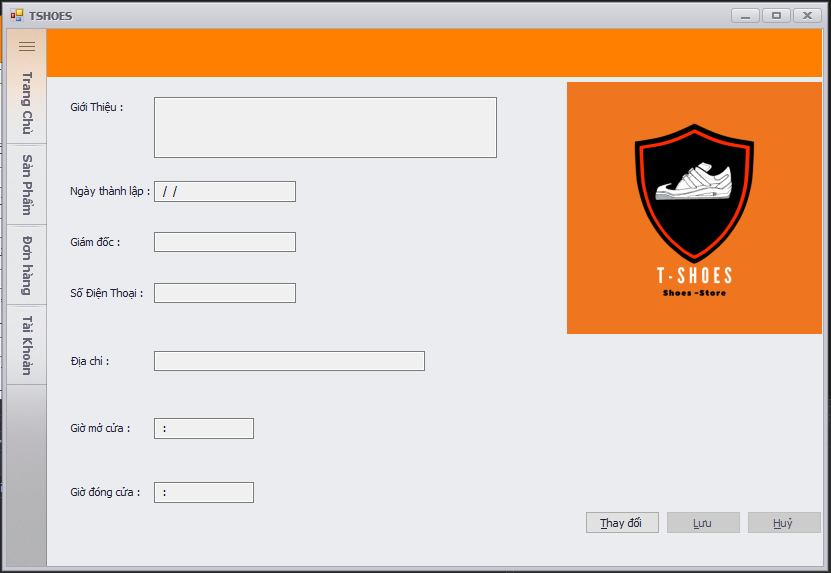 TSHOES
Trang Chủ
Sản Phẩm
Đơn hàng
Tài Khoản
Giới Thiệu :
Ngày thành lập : / /
Giám đốc :
Số Điện Thoại :
Địa chỉ :
Giờ mở cửa : :
Giờ đóng cửa : :
T-SHOES
Shoes -Store
Thay đổi
Lưu
Huỷ